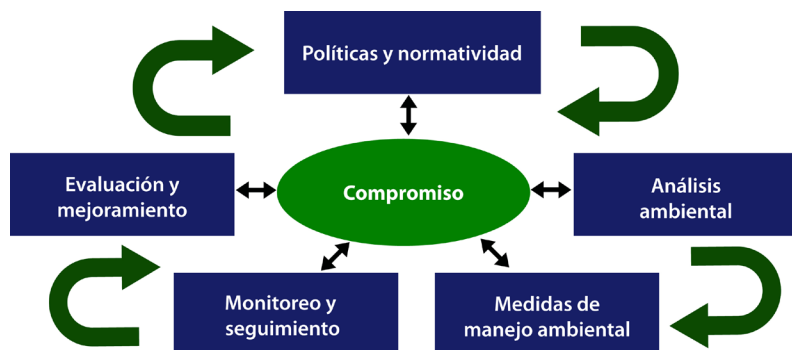 Políticas y normatividad
Evaluación y
mejoramiento
Compromiso
Análisis
ambiental
Monitoreo y
seguimiento
Medidas de
manejo ambiental